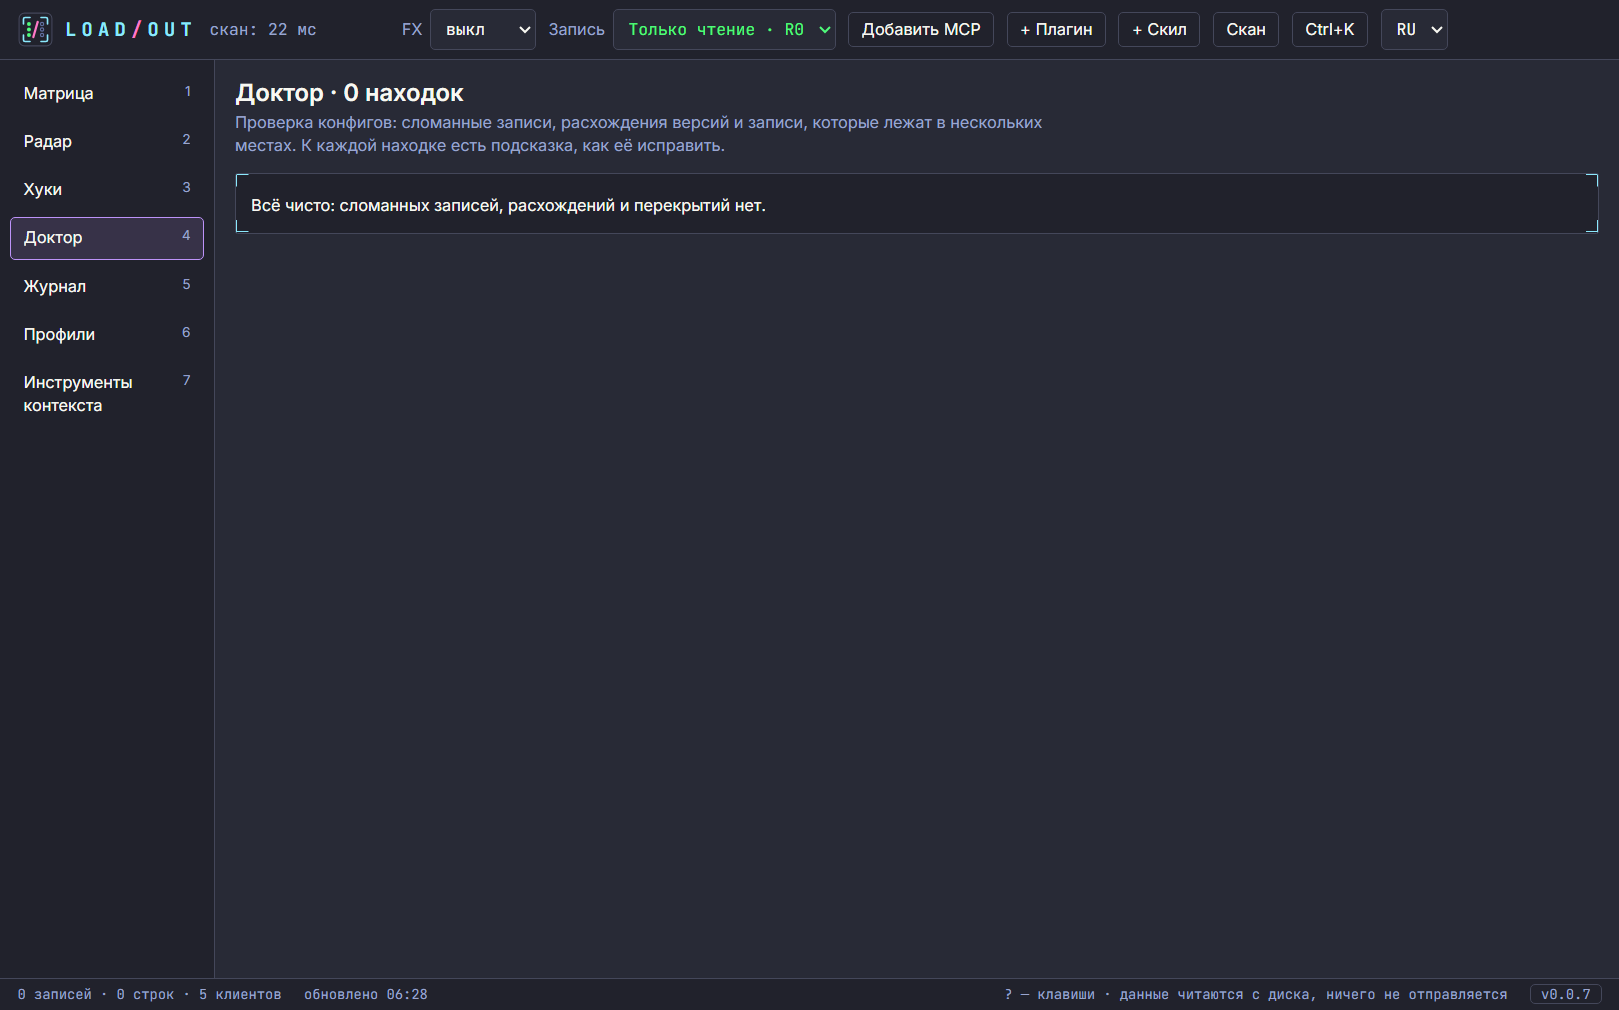 LOAD/OUT скан: 22 мс FX выкл Запись Только чтение · R0 Добавить MCP + Плагин + Скил Скан Ctrl+K RU
Матрица 1
Радар 2
Хуки 3
Доктор 4
Журнал 5
Профили 6
Инструменты 7
контекста
Доктор · 0 находок
Проверка конфигов: сломанные записи, расхождения версий и записи, которые лежат в нескольких
местах. К каждой находке есть подсказка, как её исправить.
Всё чисто: сломанных записей, расхождений и перекрытий нет.
0 записей · 0 строк · 5 клиентов обновлено 06:28 ? — клавиши · данные читаются с диска, ничего не отправляется v0.0.7